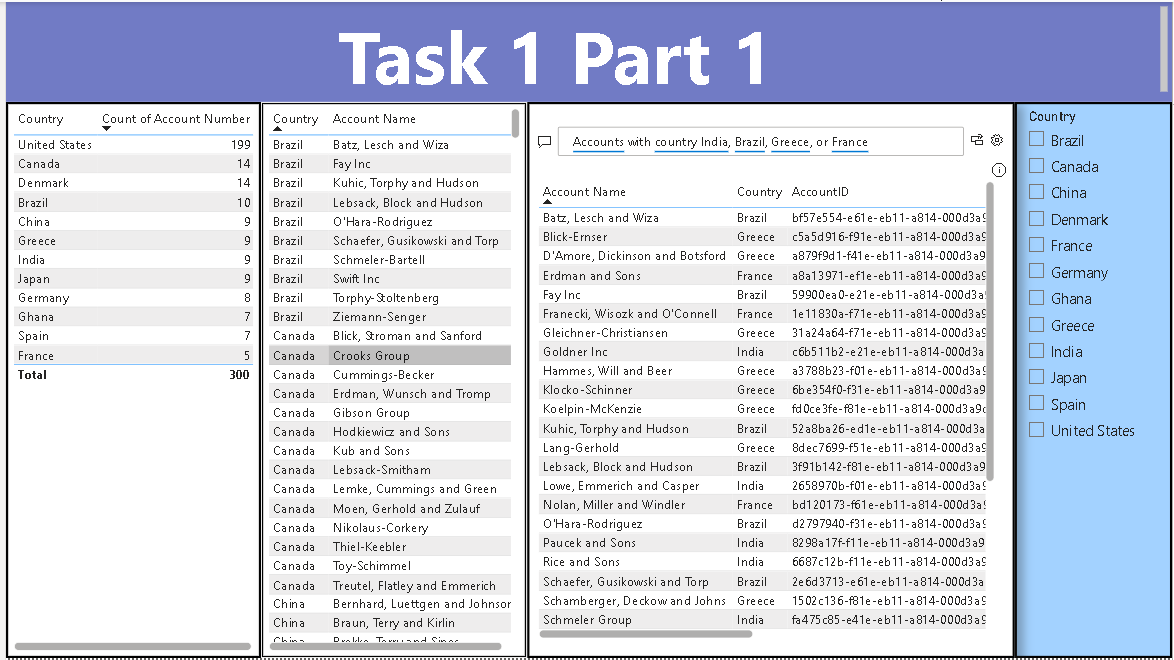 Task 1 Part 1
Country Count of Account Number
United States 199
Canada 14
Denmark 14
Brazil 10
China 9
Greece 9
India 9
Japan 9
Germany 8
Ghana 7
Spain 7
France 5
Total 300
Country Account Name
Brazil Batz, Lesch and Wiza
Brazil Fay Inc
Brazil Kuhic, Torphy and Hudson
Brazil Lebsack, Block and Hudson
Brazil O'Hara-Rodriguez
Brazil Schaefer, Gusikowski and Torp
Brazil Schmeler-Bartell
Brazil Swift Inc
Brazil Torphy-Stoltenberg
Brazil Ziemann-Senger
Canada Blick, Stroman and Sanford
Canada Crooks Group
Canada Cummings-Becker
Canada Erdman, Wunsch and Tromp
Canada Gibson Group
Canada Hodkiewicz and Sons
Canada Kub and Sons
Canada Lebsack-Smitham
Canada Lemke, Cummings and Green
Canada Moen, Gerhold and Zulauf
Canada Nikolaus-Corkery
Canada Thiel-Keebler
Canada Toy-Schimmel
Canada Treutel, Flatley and Emmerich
China Bernhard, Luettgen and Johnson
China Braun, Terry and Kirlin
China
Accounts with country India, Brazil, Greece, or France
Account Name Country AccountID
Batz, Lesch and Wiza Brazil bf57e554-e61e-eb11-a814-000d3a9
Blick-Ernser Greece c5a5d916-f91e-eb11-a814-000d3a9
D'Amore, Dickinson and Botsford Greece a879f9d1-f41e-eb11-a814-000d3a9
Erdman and Sons France a8a13971-ef1e-eb11-a814-000d3a9
Fay Inc Brazil 59900ea0-e21e-eb11-a814-000d3a9
Franecki, Wisozk and O'Connell France 1e11830a-f71e-eb11-a814-000d3a9
Gleichner-Christiansen Greece 31a24a64-f71e-eb11-a814-000d3a9
Goldner Inc India c6b511b2-e21e-eb11-a814-000d3a
Hammes, Will and Beer Greece a3788b23-f01e-eb11-a814-000d3a9
Klocko-Schinner Greece 6be354f0-f31e-eb11-a814-000d3a9
Koelpin-McKenzie Greece fd0ce3fe-f81e-eb11-a814-000d3a9
Kuhic, Torphy and Hudson Brazil 52a8ba26-ed1e-eb11-a814-000d3a9
Lang-Gerhold Greece 8dec7699-f51e-eb11-a814-000d3a9
Lebsack, Block and Hudson Brazil 3f91b142-f81e-eb11-a814-000d3a9
Lowe, Emmerich and Casper India 2658970b-f01e-eb11-a814-000d3a9
Nolan, Miller and Windler France bd120173-f61e-eb11-a814-000d3a9
O'Hara-Rodriguez Brazil d2797940-f31e-eb11-a814-000d3a9
Paucek and Sons India 8298a17f-f11e-eb11-a814-000d3a9
Rice and Sons India 6687c12b-f11e-eb11-a814-000d3a9
Schaefer, Gusikowski and Torp Brazil 2e6d3713-e61e-eb11-a814-000d3a
Schamberger, Deckow and Johns Greece 1502c136-f81e-eb11-a814-000d3a9
Schmeler Group India fa475c85-e41e-eb11-a814-000d3a9
Country
Brazil
Canada
China
Denmark
France
Germany
Ghana
Greece
India
Japan
Spain
United States